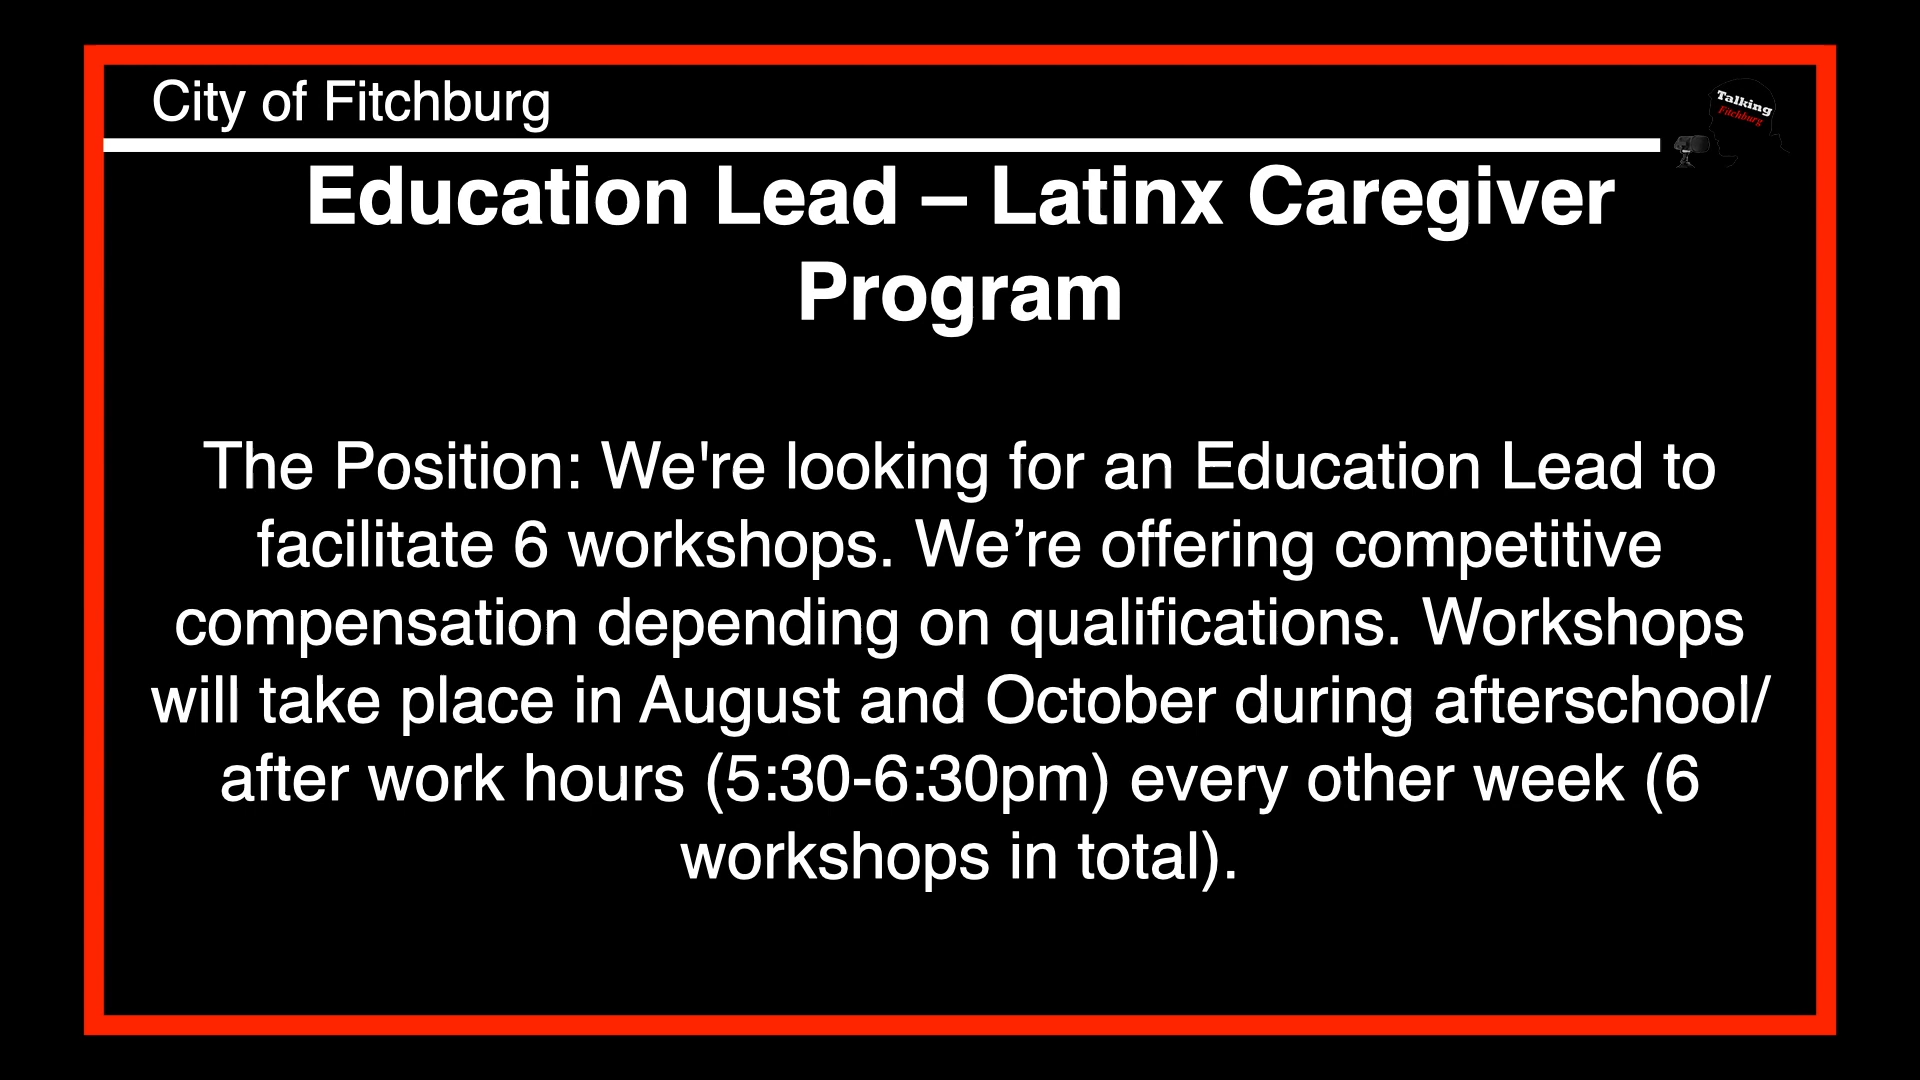 City of Fitchburg
Talking
Fitchburg
Education Lead – Latinx Caregiver
Program
The Position: We're looking for an Education Lead to
facilitate 6 workshops. We’re offering competitive
compensation depending on qualifications. Workshops
will take place in August and October during afterschool/
after work hours (5:30-6:30pm) every other week (6
workshops in total).